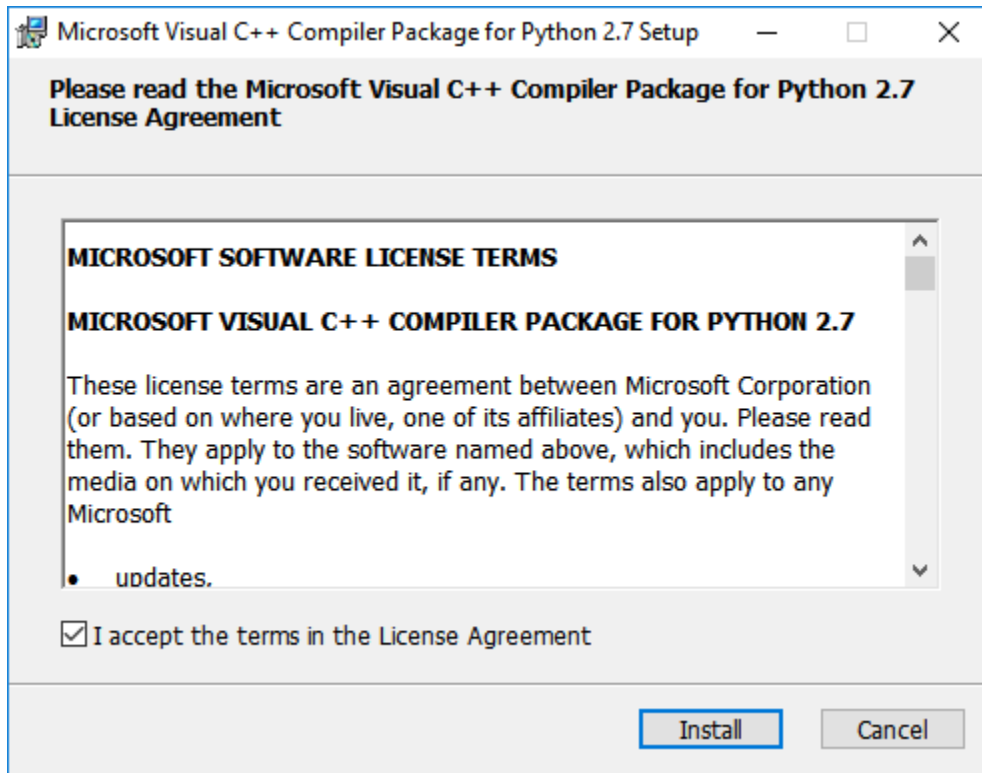 Microsoft Visual C++ Compiler Package for Python 2.7 Setup
Please read the Microsoft Visual C++ Compiler Package for Python 2.7
License Agreement
MICROSOFT SOFTWARE LICENSE TERMS
MICROSOFT VISUAL C++ COMPILER PACKAGE FOR PYTHON 2.7
These license terms are an agreement between Microsoft Corporation
(or based on where you live, one of its affiliates) and you. Please read
them. They apply to the software named above, which includes the
media on which you received it, if any. The terms also apply to any
Microsoft
• updates,
I accept the terms in the License Agreement
Install
Cancel